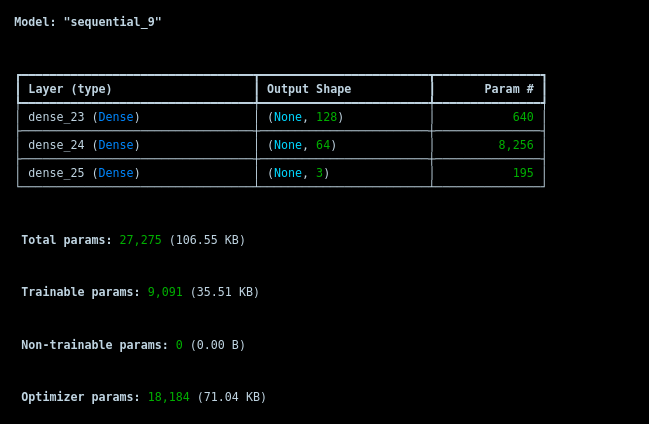 Model: "sequential_9"
Layer (type) Output Shape Param #
dense_23 (Dense) (None, 128) 640
dense_24 (Dense) (None, 64) 8,256
dense_25 (Dense) (None, 3) 195
Total params: 27,275 (106.55 KB)
Trainable params: 9,091 (35.51 KB)
Non-trainable params: 0 (0.00 B)
Optimizer params: 18,184 (71.04 KB)